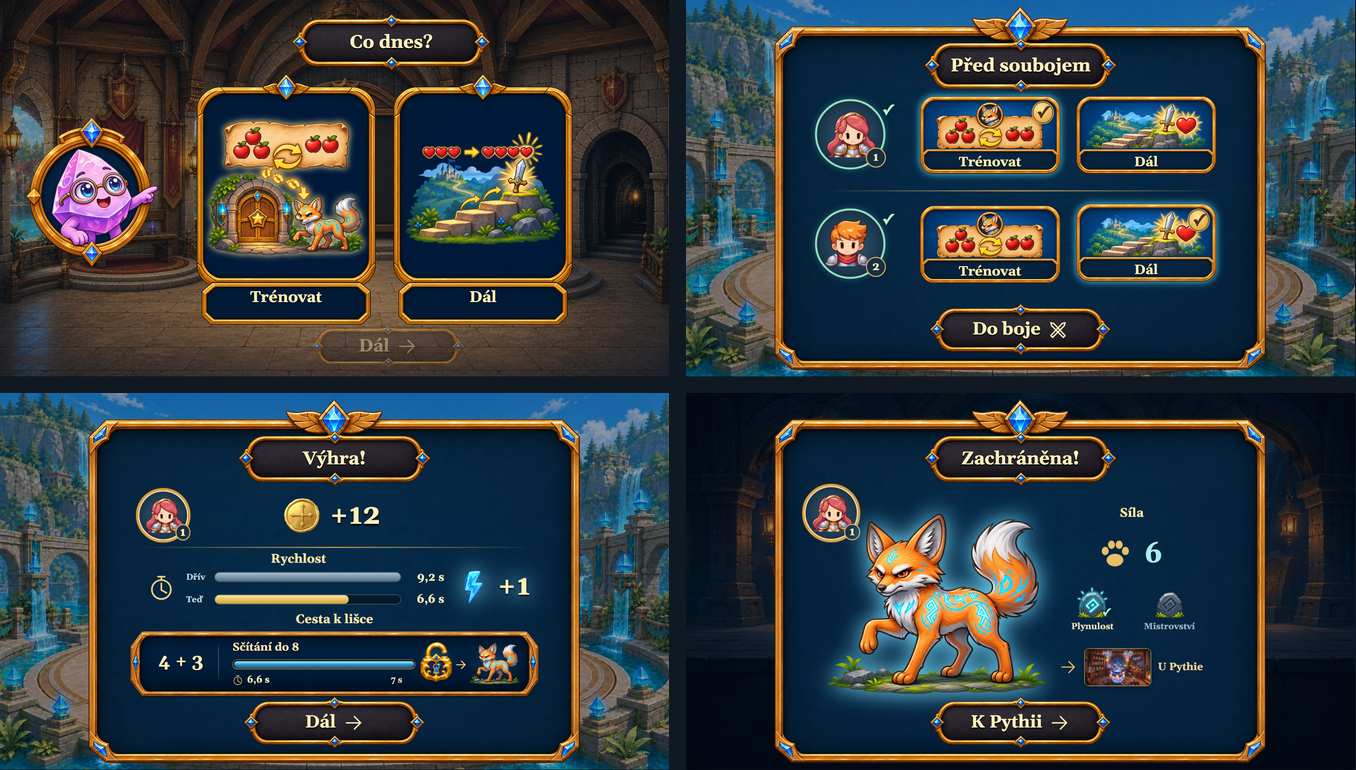 Co dnes?
Trénovat
Dál
Dál →
Před soubojem
1
Trénovat
Dál
2
Trénovat
Dál
Do boje
Výhra!
1
+12
Rychlost
Dřív
9,2 s
Teď
6,6 s
+1
Cesta k lišce
4 + 3
Sčítání do 8
6,6 s
7 s
Dál →
Zachráněna!
1
Síla
6
Plynulost
Mistrovství
→ U Pythie
K Pythii →